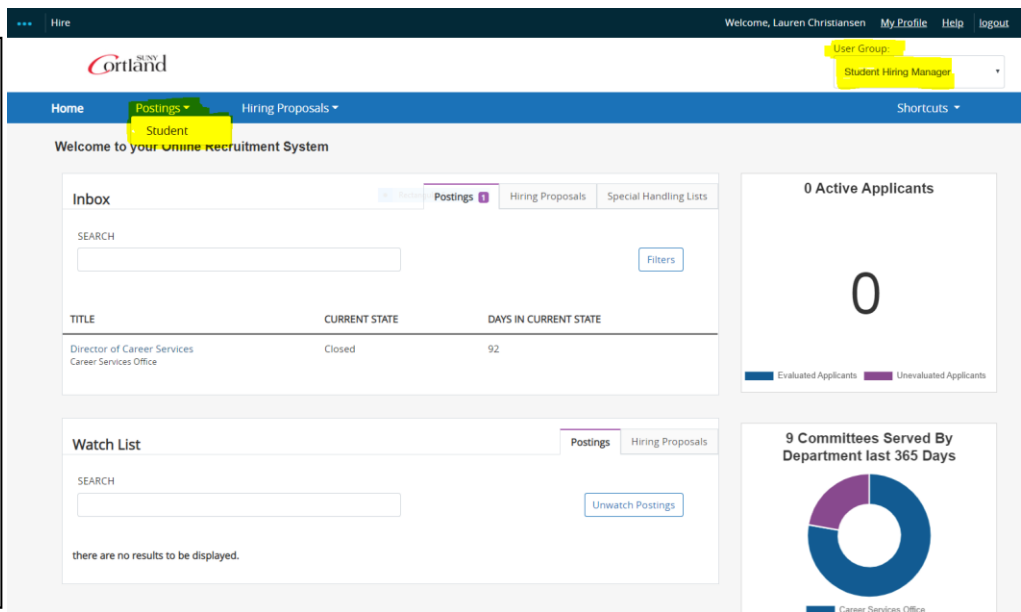 ••• Hire Welcome, Lauren Christiansen My Profile Help logout
SUNY
Cortland
User Group:
Student Hiring Manager
Home Postings Hiring Proposals Shortcuts
Student
Welcome to your Online Recruitment System
Inbox Postings 1 Hiring Proposals Special Handling Lists
SEARCH
Filters
TITLE CURRENT STATE DAYS IN CURRENT STATE
Director of Career Services Closed 92
Career Services Office
0 Active Applicants
0
Evaluated Applicants Unevaluated Applicants
Watch List Postings Hiring Proposals
SEARCH
Unwatch Postings
there are no results to be displayed.
9 Committees Served By
Department last 365 Days
Career Services Office